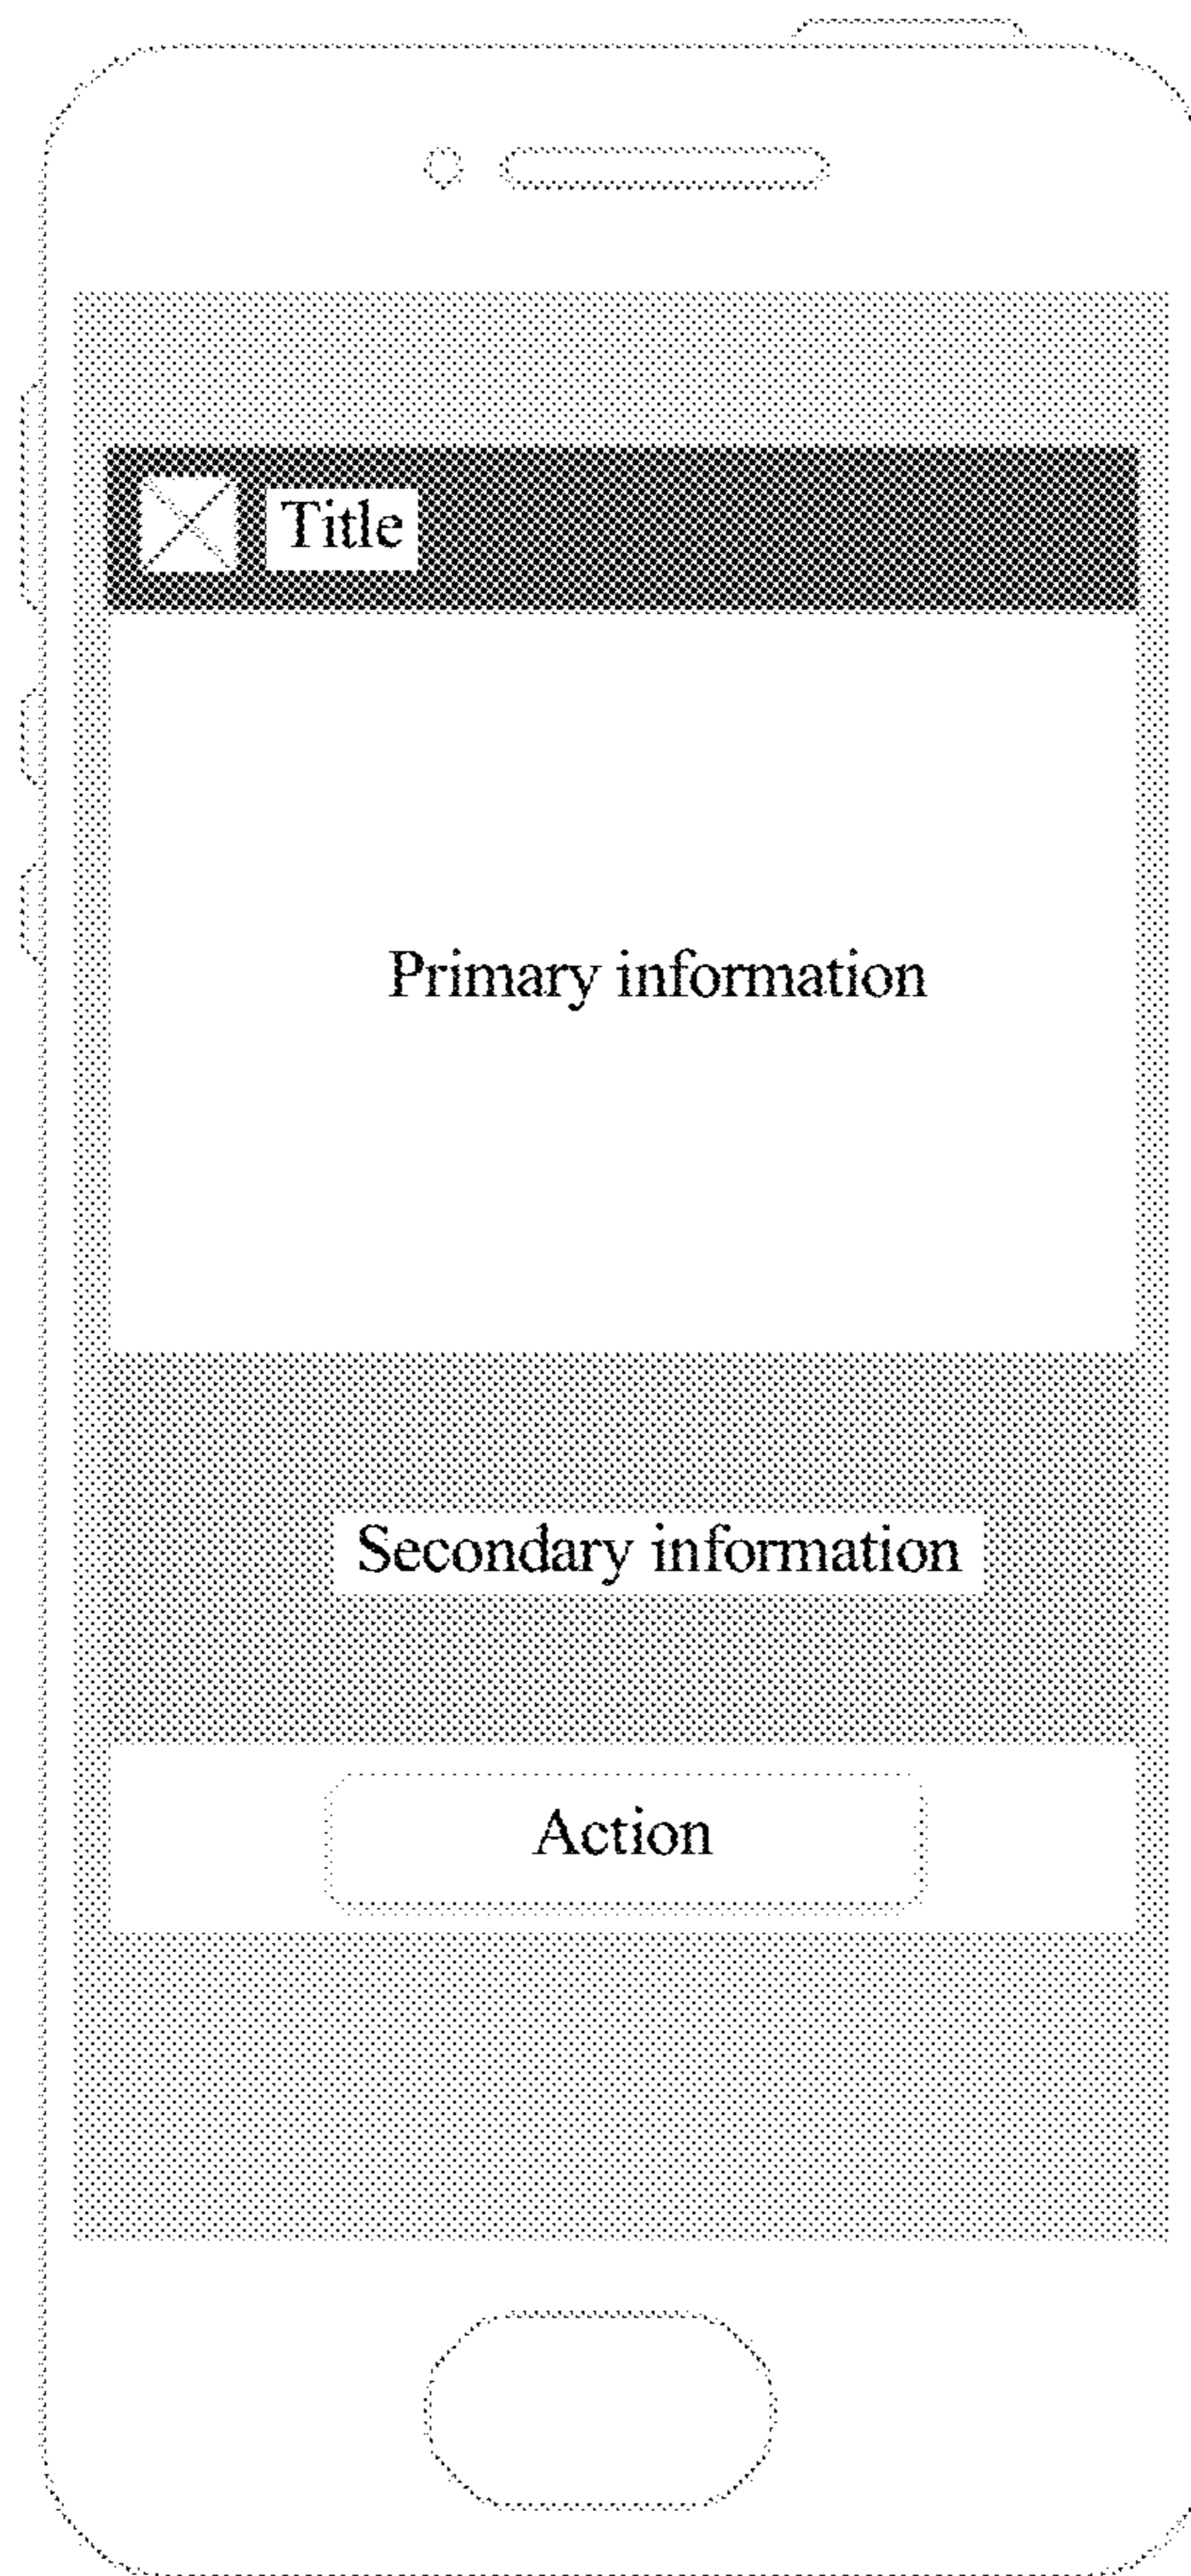 Title
Primary information
Secondary information
Action